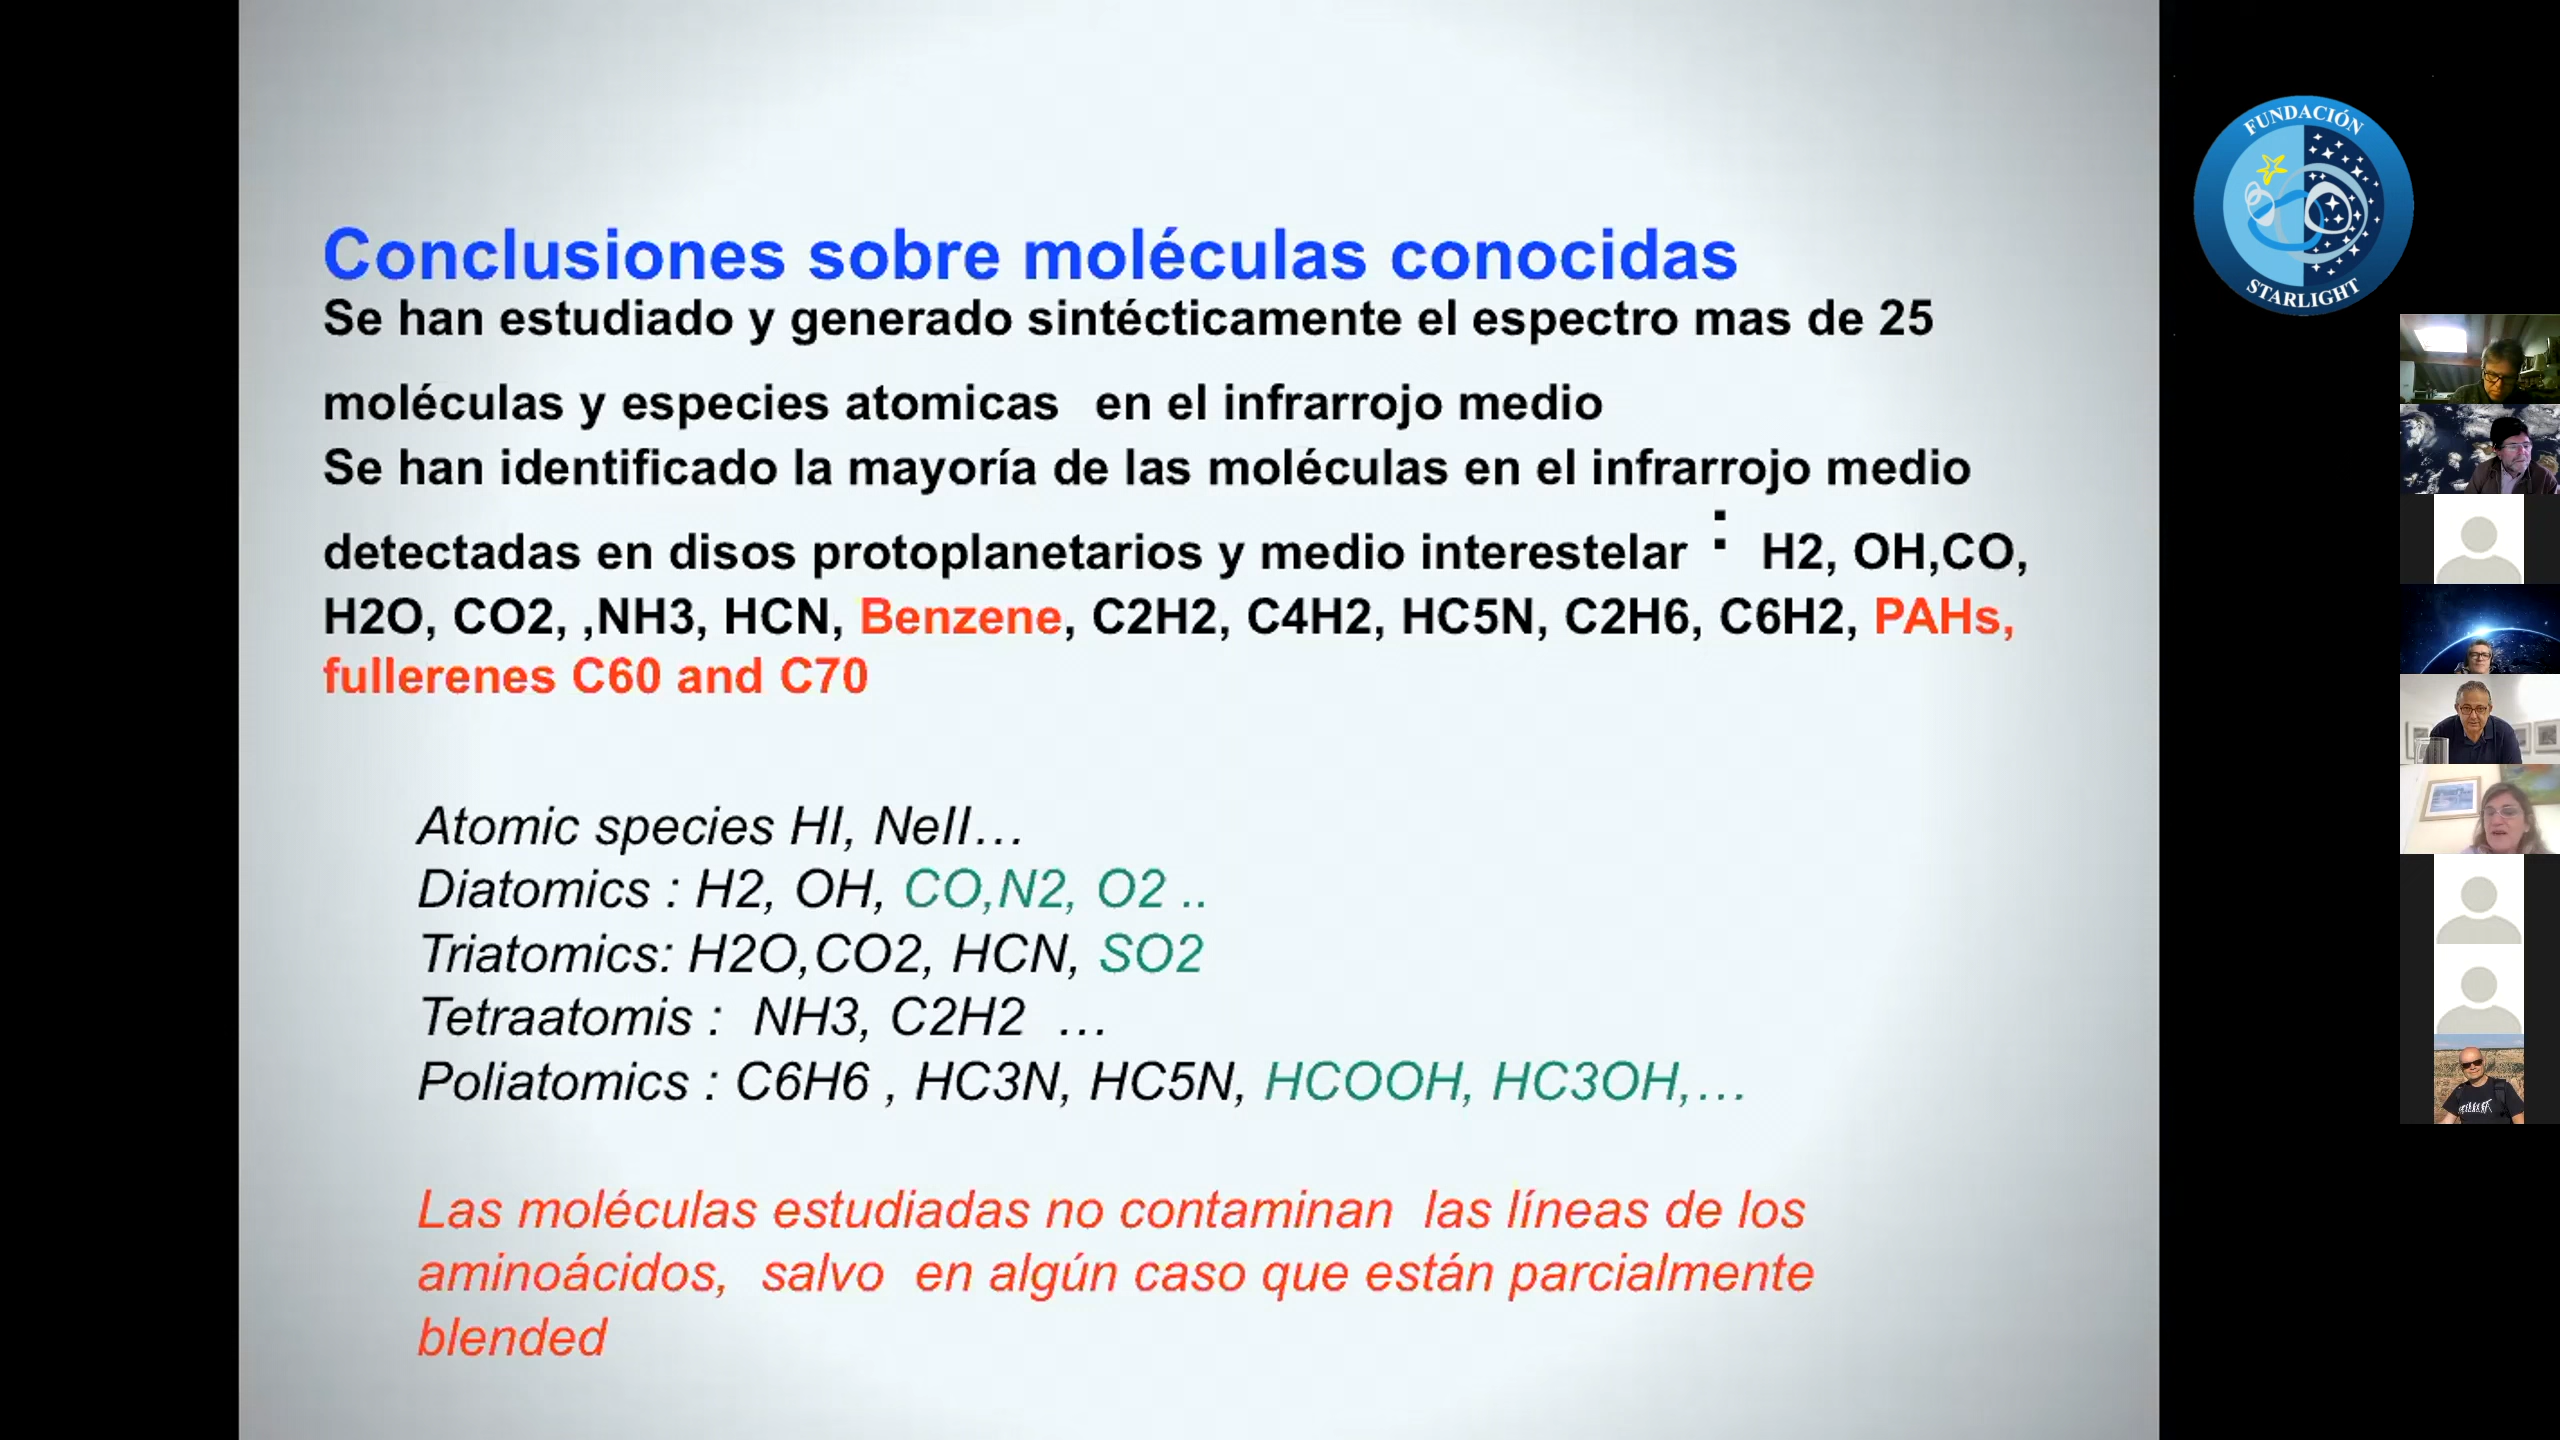 Conclusiones sobre moléculas conocidas
Se han estudiado y generado sintécticamente el espectro mas de 25
moléculas y especies atomicas en el infrarrojo medio
Se han identificado la mayoría de las moléculas en el infrarrojo medio
detectadas en disos protoplanetarios y medio interestelar : H2, OH,CO,
H2O, CO2, ,NH3, HCN, Benzene, C2H2, C4H2, HC5N, C2H6, C6H2, PAHs,
fullerenes C60 and C70
Atomic species HI, NeII…
Diatomics : H2, OH, CO,N2, O2 ..
Triatomics: H2O,CO2, HCN, SO2
Tetraatomis : NH3, C2H2 …
Poliatomics : C6H6 , HC3N, HC5N, HCOOH, HC3OH,…
Las moléculas estudiadas no contaminan las líneas de los
aminoácidos, salvo en algún caso que están parcialmente
blended
FUNDACIÓN
STARLIGHT